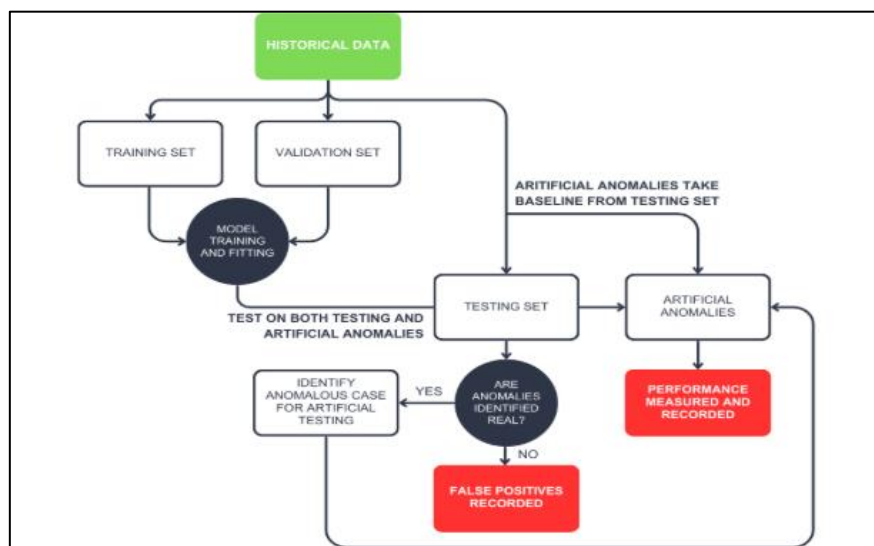 HISTORICAL DATA
TRAINING SET
VALIDATION SET
ARITIFICIAL ANOMALIES TAKE
BASELINE FROM TESTING SET
MODEL
TRAINING
AND FITTING
TESTING SET
ARTIFICIAL
ANOMALIES
TEST ON BOTH TESTING AND
ARTIFICIAL ANOMALIES
IDENTIFY
ANOMALOUS CASE
FOR ARTIFICIAL
TESTING
YES
ARE
ANOMALIES
IDENTIFIED
REAL?
PERFORMANCE
MEASURED AND
RECORDED
NO
FALSE POSITIVES
RECORDED